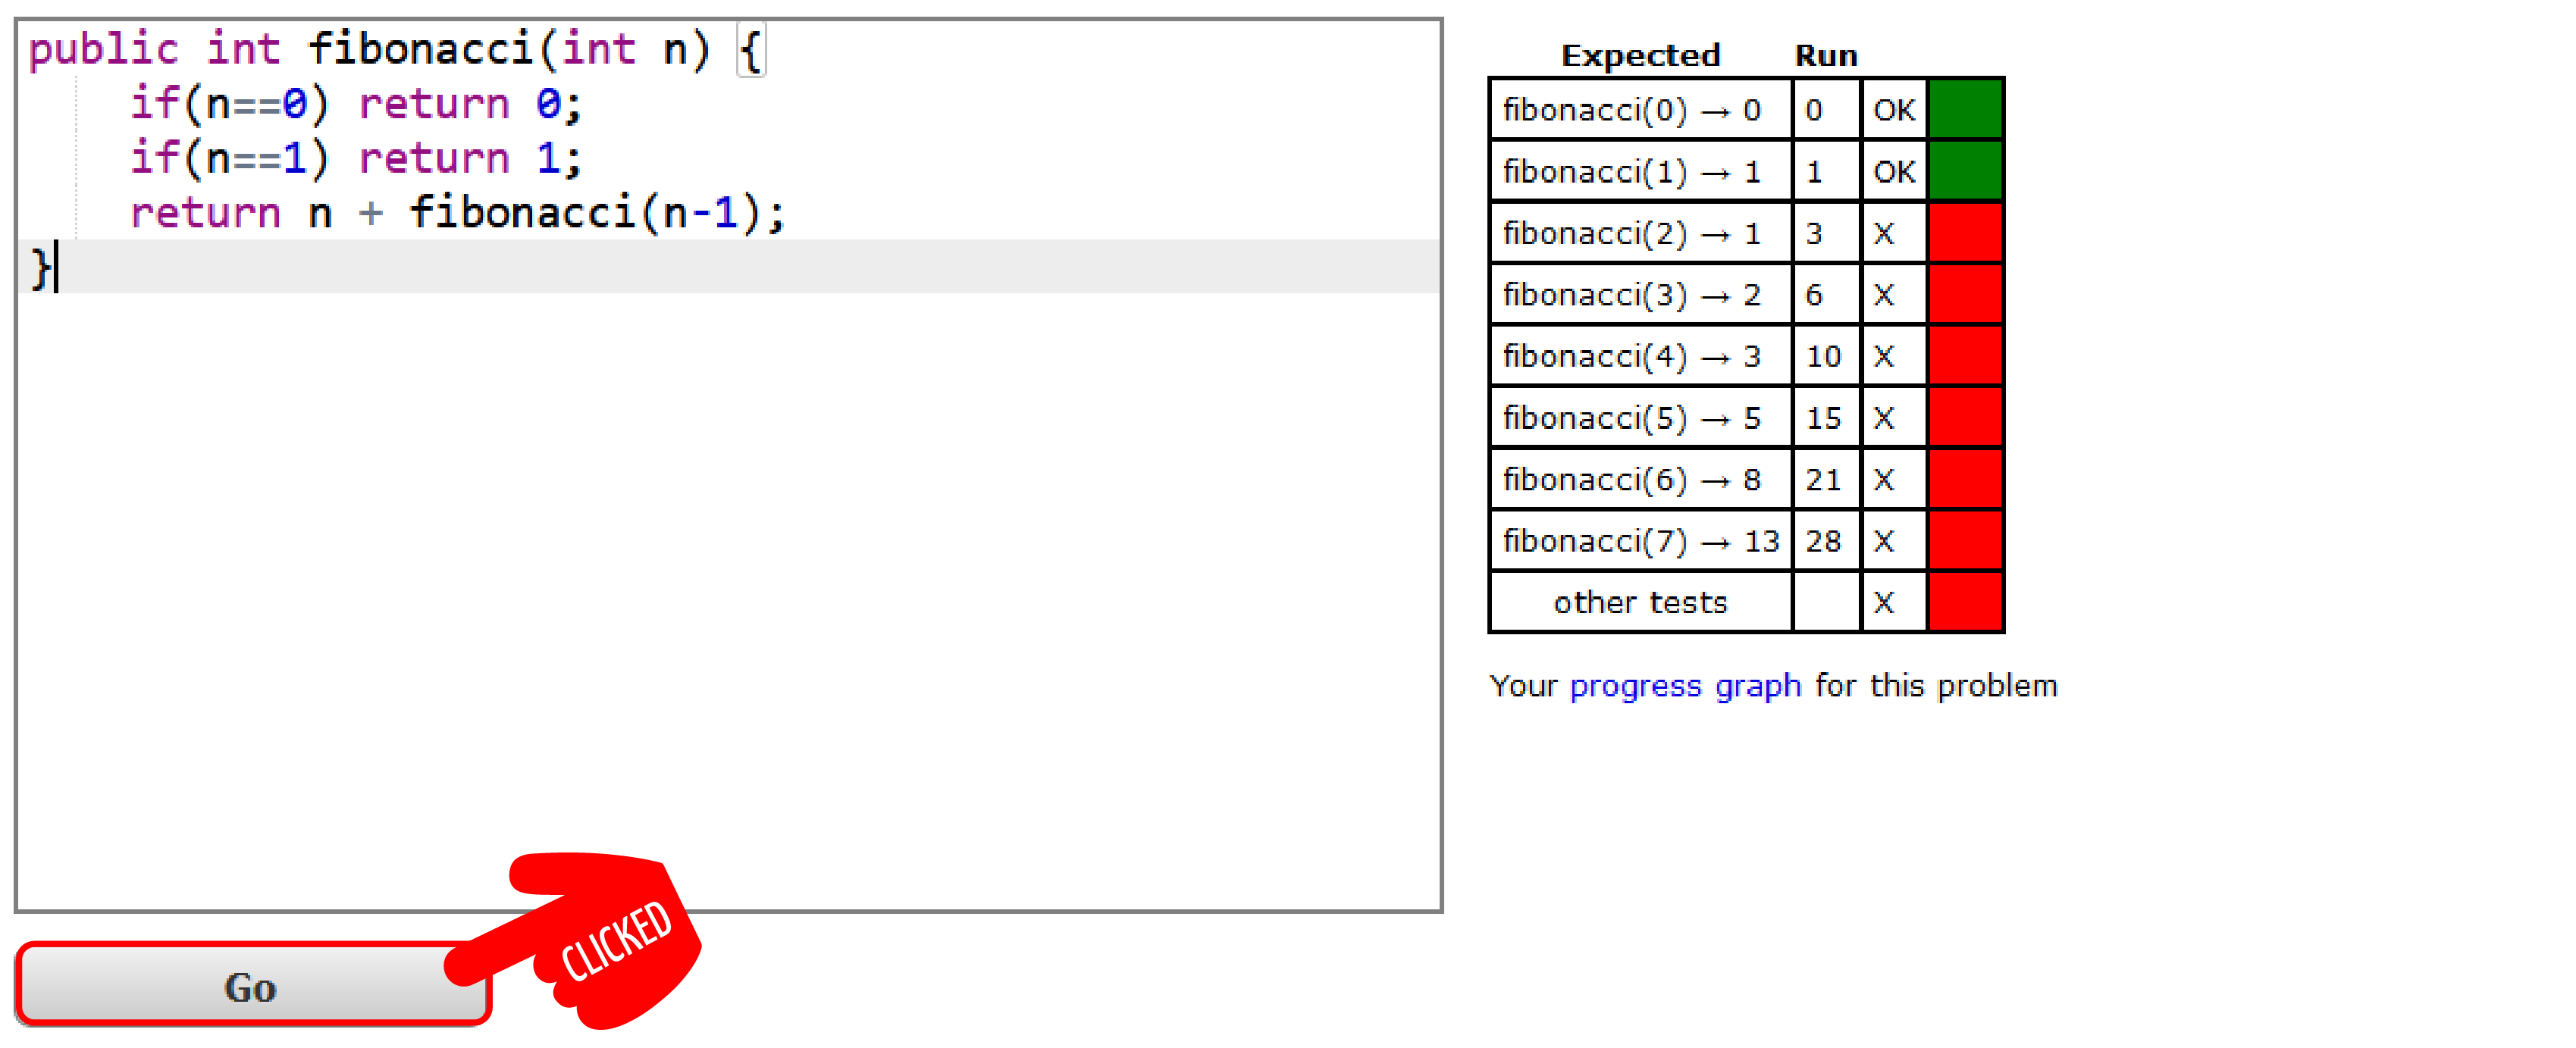 public int fibonacci(int n) {
    if(n==0) return 0;
    if(n==1) return 1;
    return n + fibonacci(n-1);
}
Go
CLICKED
Expected Run
fibonacci(0) → 0 0 OK
fibonacci(1) → 1 1 OK
fibonacci(2) → 1 3 X
fibonacci(3) → 2 6 X
fibonacci(4) → 3 10 X
fibonacci(5) → 5 15 X
fibonacci(6) → 8 21 X
fibonacci(7) → 13 28 X
other tests X
Your progress graph for this problem